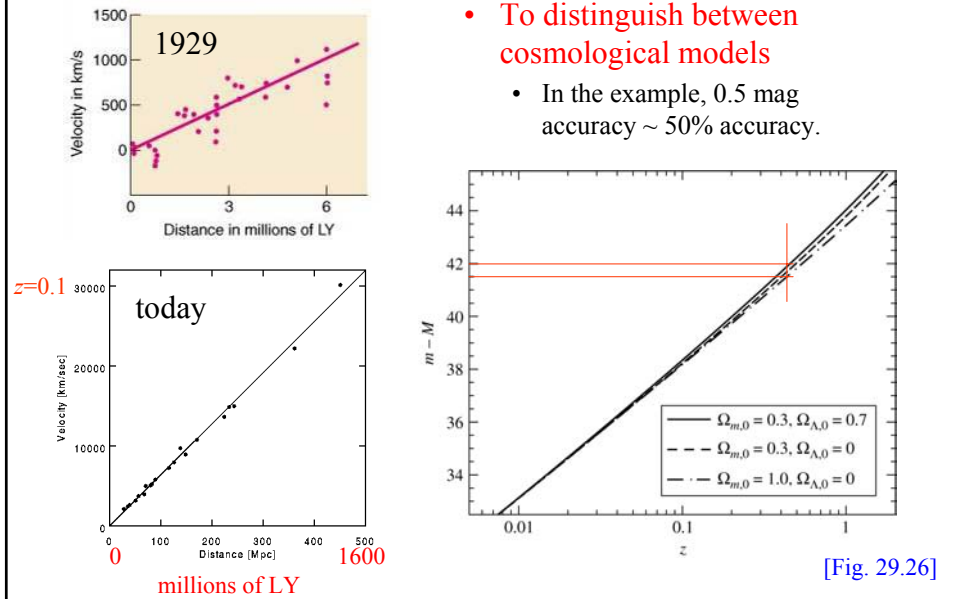 1929
1500
1000
500
0
Velocity in km/s
0 3 6
Distance in millions of LY
• To distinguish between
cosmological models
• In the example, 0.5 mag
accuracy ~ 50% accuracy.
z=0.1
today
30000
20000
10000
0
Velocity [km/sec]
0 100 200 300 400 500
Distance [Mpc]
0 1600
millions of LY
44
42
40
38
36
34
m − M
Ωm,0 = 0.3, ΩΛ,0 = 0.7
Ωm,0 = 0.3, ΩΛ,0 = 0
Ωm,0 = 1.0, ΩΛ,0 = 0
0.01 0.1 1
z
[Fig. 29.26]